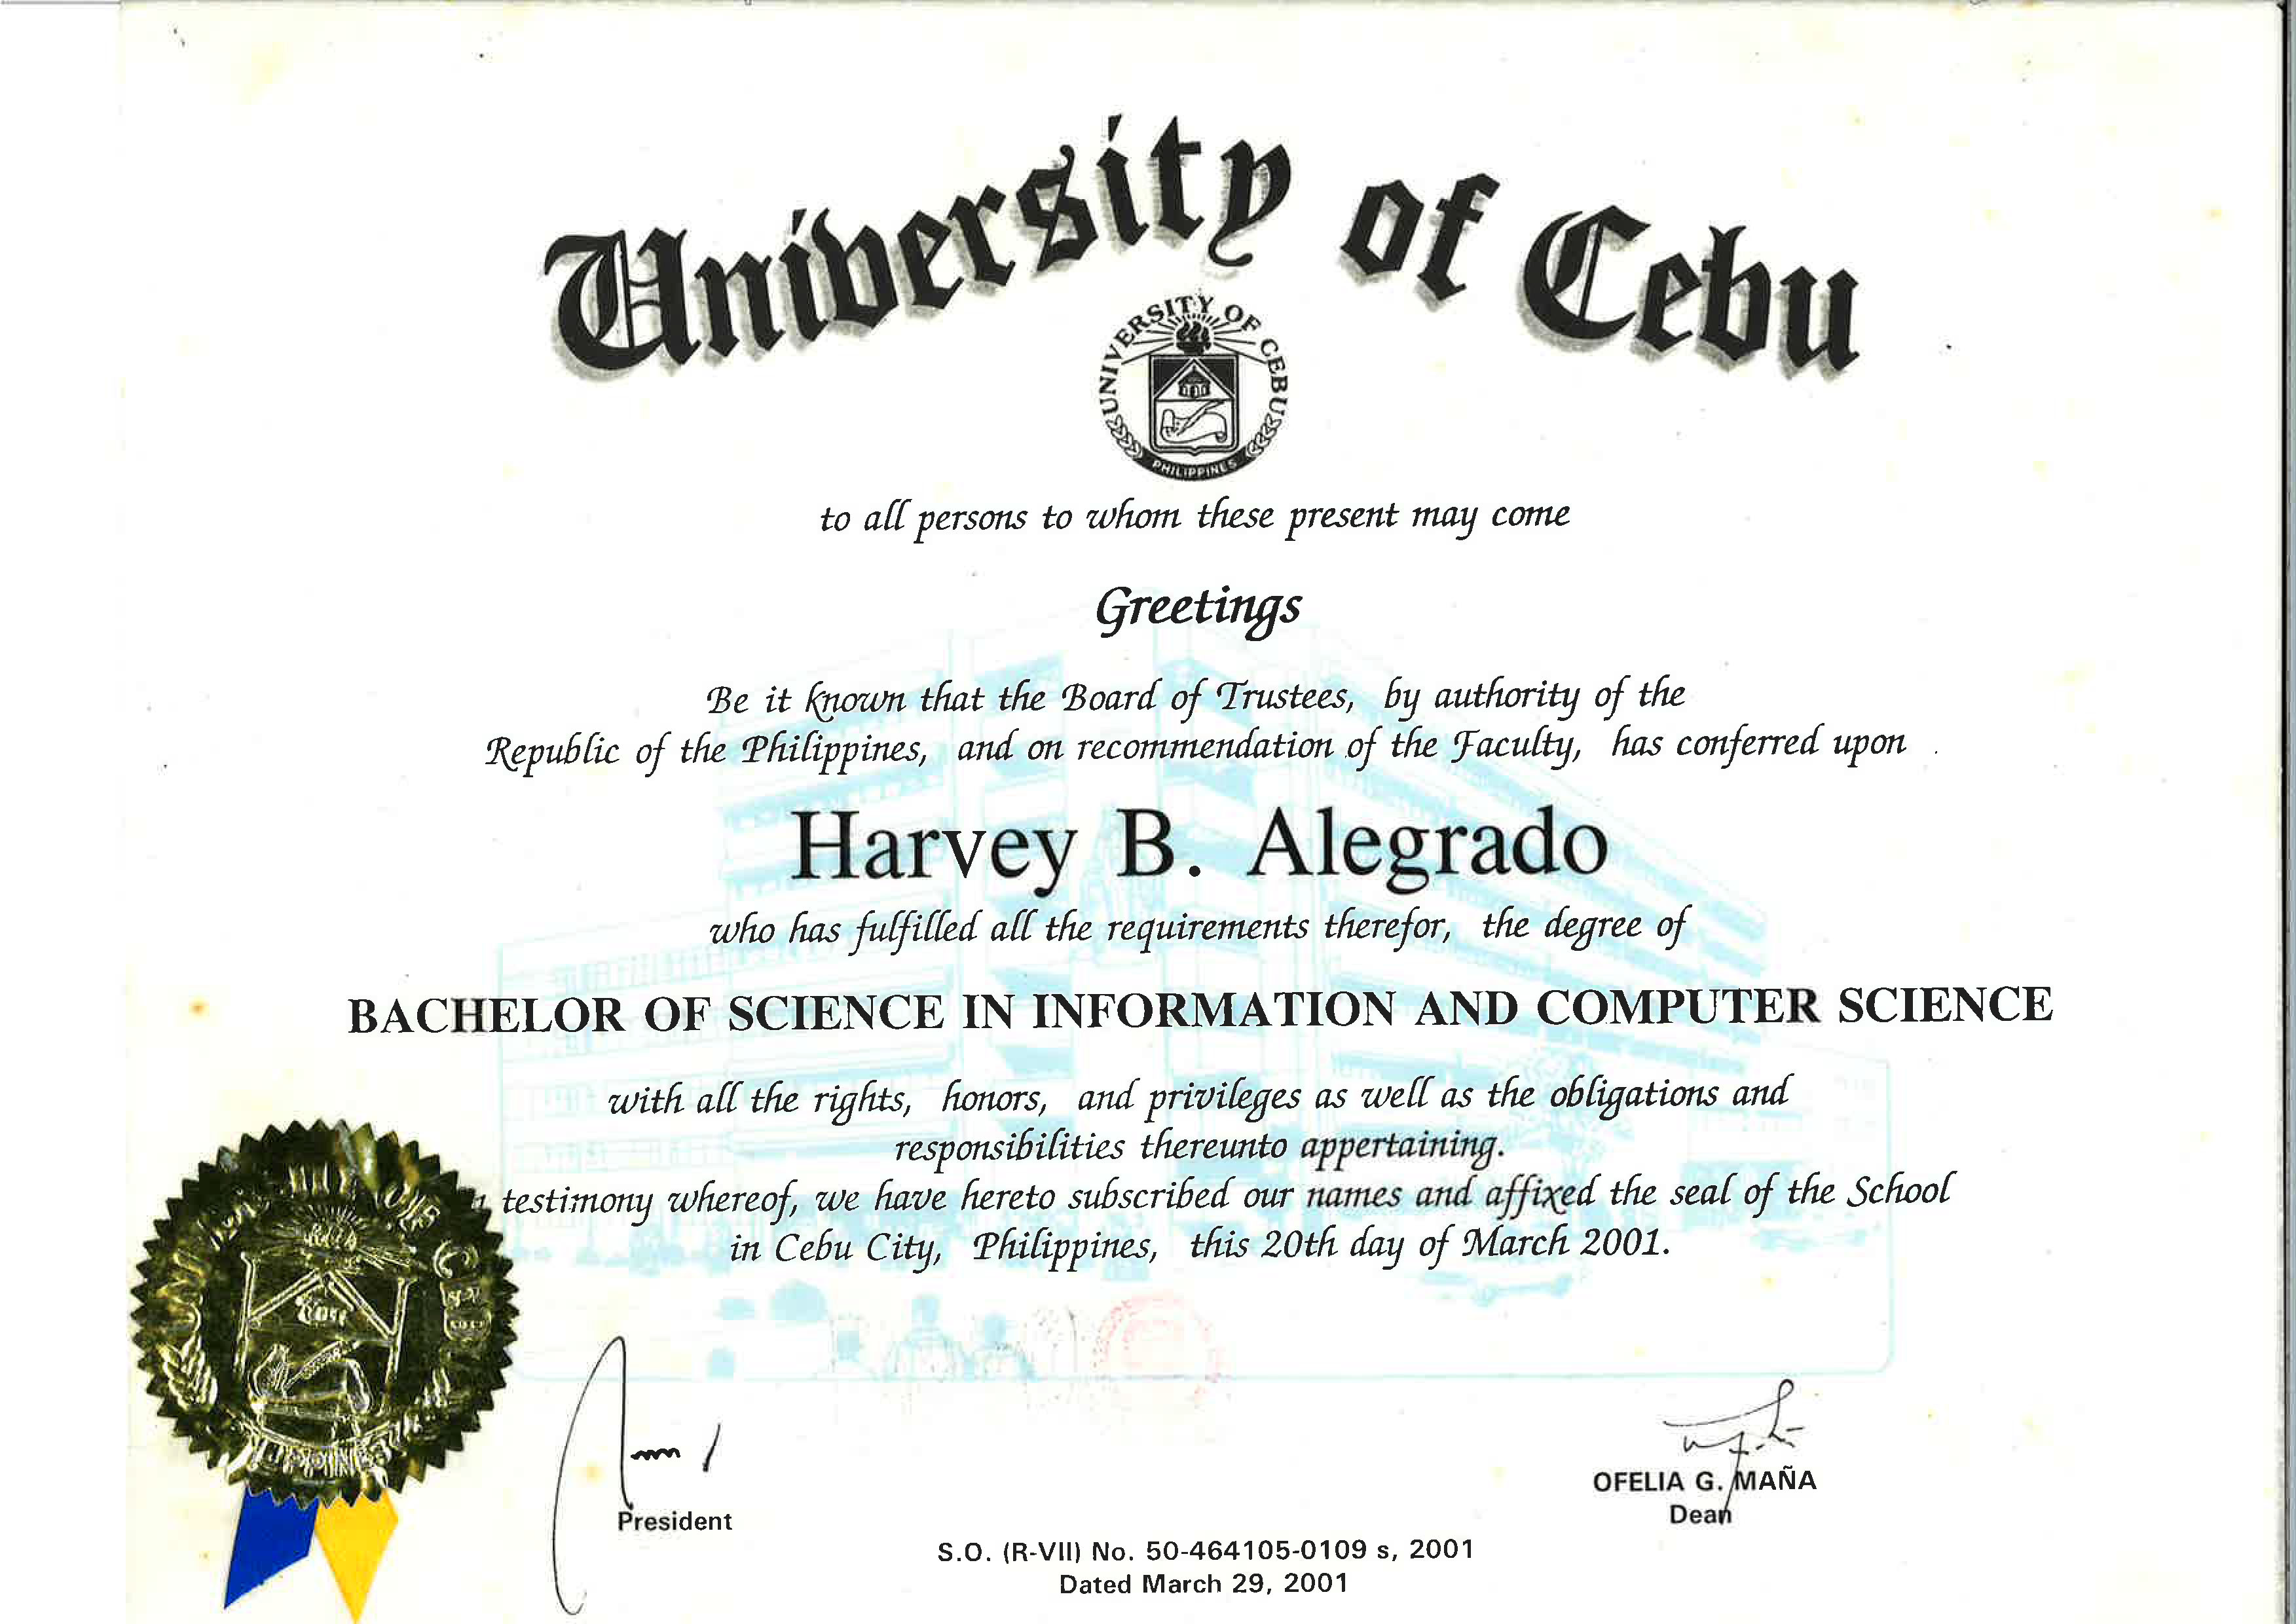 University of Cebu
UNIVERSITY OF CEBU
PHILIPPINES
to all persons to whom these present may come
Greetings
Be it known that the Board of Trustees, by authority of the
Republic of the Philippines, and on recommendation of the Faculty, has conferred upon
Harvey B. Alegrado
who has fulfilled all the requirements therefor, the degree of
BACHELOR OF SCIENCE IN INFORMATION AND COMPUTER SCIENCE
with all the rights, honors, and privileges as well as the obligations and
responsibilities thereunto appertaining.
testimony whereof, we have hereto subscribed our names and affixed the seal of the School
in Cebu City, Philippines, this 20th day of March 2001.
President
OFELIA G. MAÑA
Dean
S.O. (R-VII) No. 50-464105-0109 s, 2001
Dated March 29, 2001